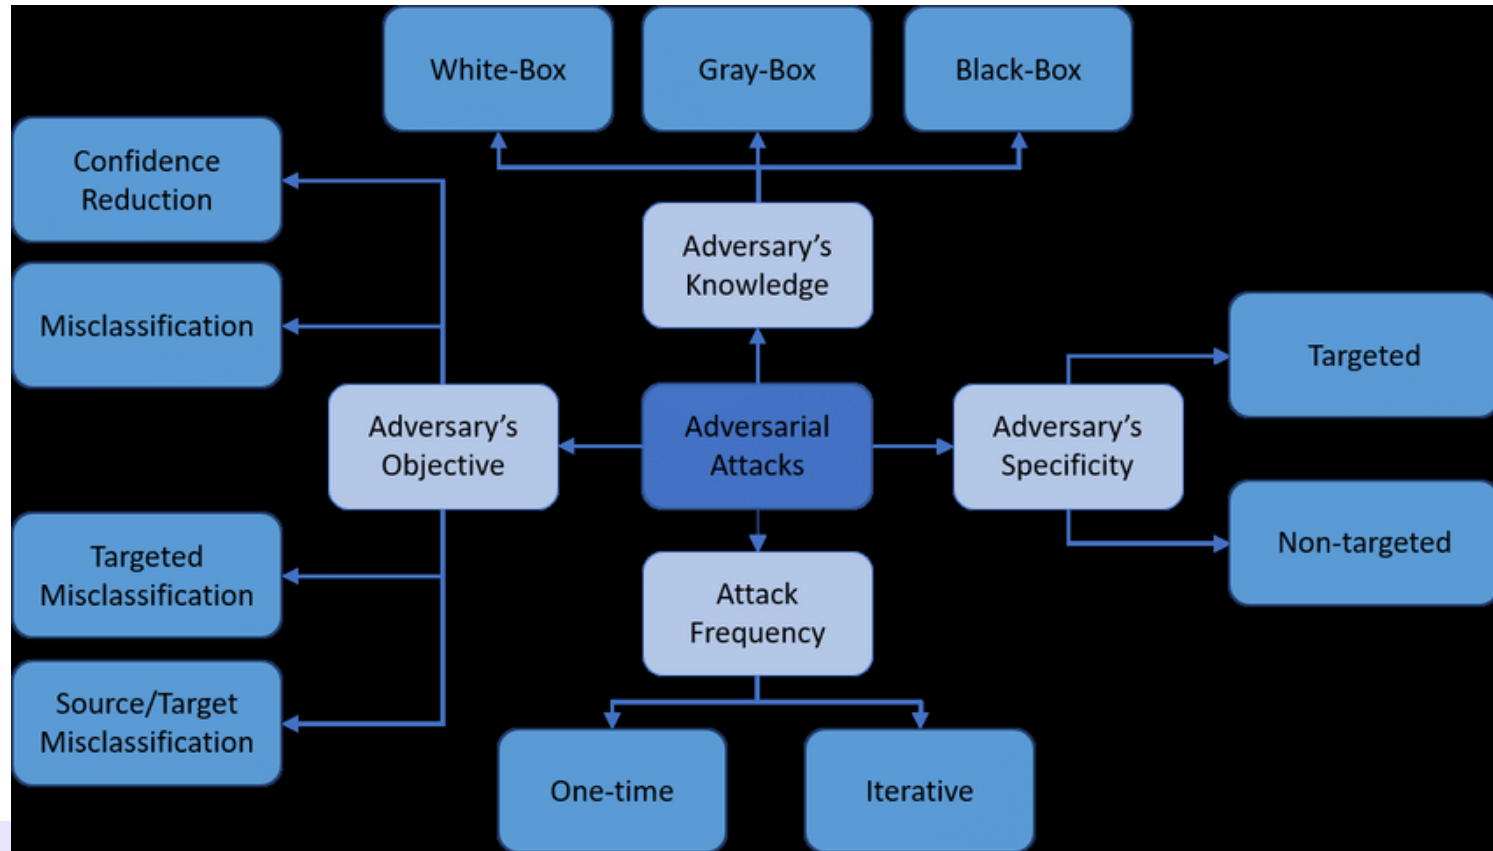 White-Box
Gray-Box
Black-Box
Confidence
Reduction
Adversary’s
Knowledge
Misclassification
Targeted
Adversary’s
Objective
Adversarial
Attacks
Adversary’s
Specificity
Non-targeted
Targeted
Misclassification
Attack
Frequency
Source/Target
Misclassification
One-time
Iterative